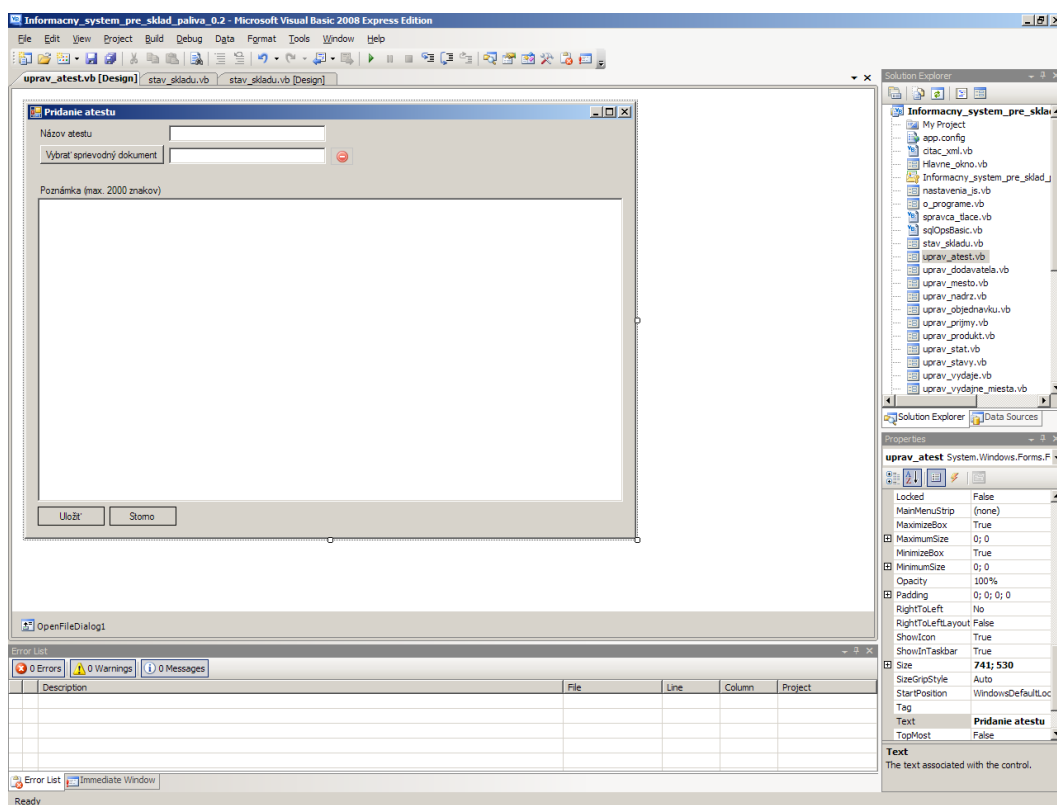 Informacny_system_pre_sklad_paliva_0.2 - Microsoft Visual Basic 2008 Express Edition
File Edit View Project Build Debug Data Format Tools Window Help
uprav_atest.vb [Design] stav_skladu.vb stav_skladu.vb [Design]
Pridanie atestu
Názov atestu
Vybrať sprievodný dokument
Poznámka (max. 2000 znakov)
Uložiť Storno
OpenFileDialog1
Error List
0 Errors 0 Warnings 0 Messages
Description File Line Column Project
Error List Immediate Window
Ready
Solution Explorer
Informacny_system_pre_skla
My Project
app.config
citac_xml.vb
Hlavne_okno.vb
Informacny_system_pre_sklad_
nastavenia_is.vb
o_programe.vb
spravca_tlace.vb
sqlOpsBasic.vb
stav_skladu.vb
uprav_atest.vb
uprav_dodavatela.vb
uprav_mesto.vb
uprav_nadrz.vb
uprav_objednavku.vb
uprav_prijmy.vb
uprav_produkt.vb
uprav_stat.vb
uprav_stavy.vb
uprav_vydaje.vb
uprav_vydajne_miesta.vb
Solution Explorer Data Sources
Properties
uprav_atest System.Windows.Forms.F
Locked False
MainMenuStrip (none)
MaximizeBox True
MaximumSize 0; 0
MinimizeBox True
MinimumSize 0; 0
Opacity 100%
Padding 0; 0; 0; 0
RightToLeft No
RightToLeftLayout False
ShowIcon True
ShowInTaskbar True
Size 741; 530
SizeGripStyle Auto
StartPosition WindowsDefaultLoc
Tag
Text Pridanie atestu
TopMost False
Text
The text associated with the control.